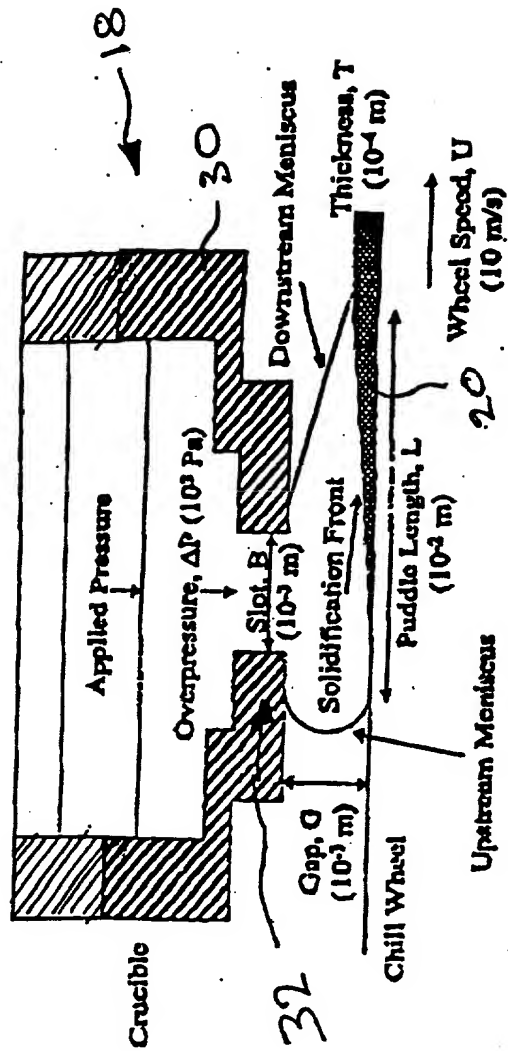 18
Crucible
30
Applied Pressure
Overpressure, ΔP (10³ Pa)
Slot, B
(10⁻³ m)
32
Gap, G
(10⁻³ m)
Solidification Front
Downstream Meniscus
Thickness, T
(10⁻⁴ m)
Chill Wheel
Puddle Length, L
(10⁻² m)
20
Wheel Speed, U
(10 m/s)
Upstream Meniscus